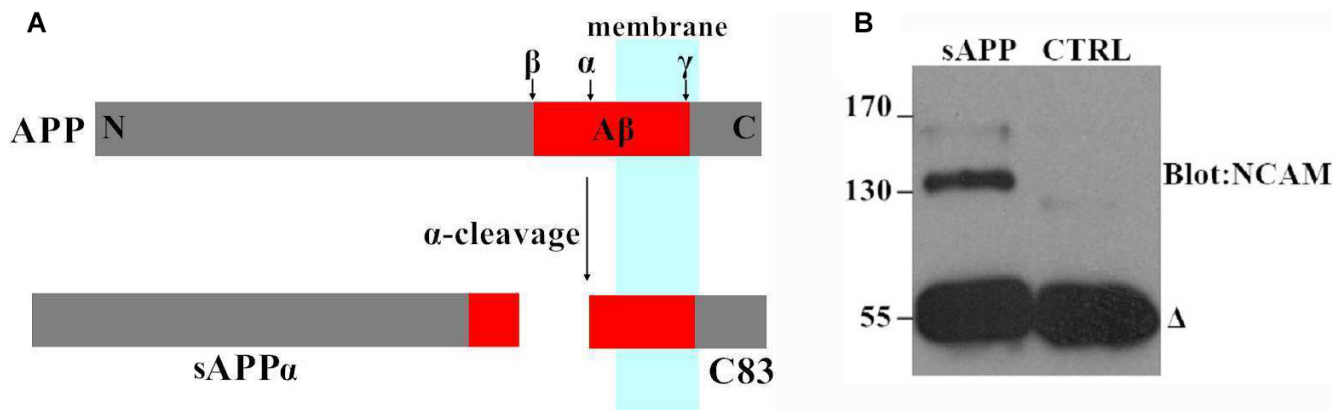 A
membrane
β α γ
APP N Aβ C
α-cleavage
sAPPα
C83
B
sAPP CTRL
170
130
Blot:NCAM
55
Δ